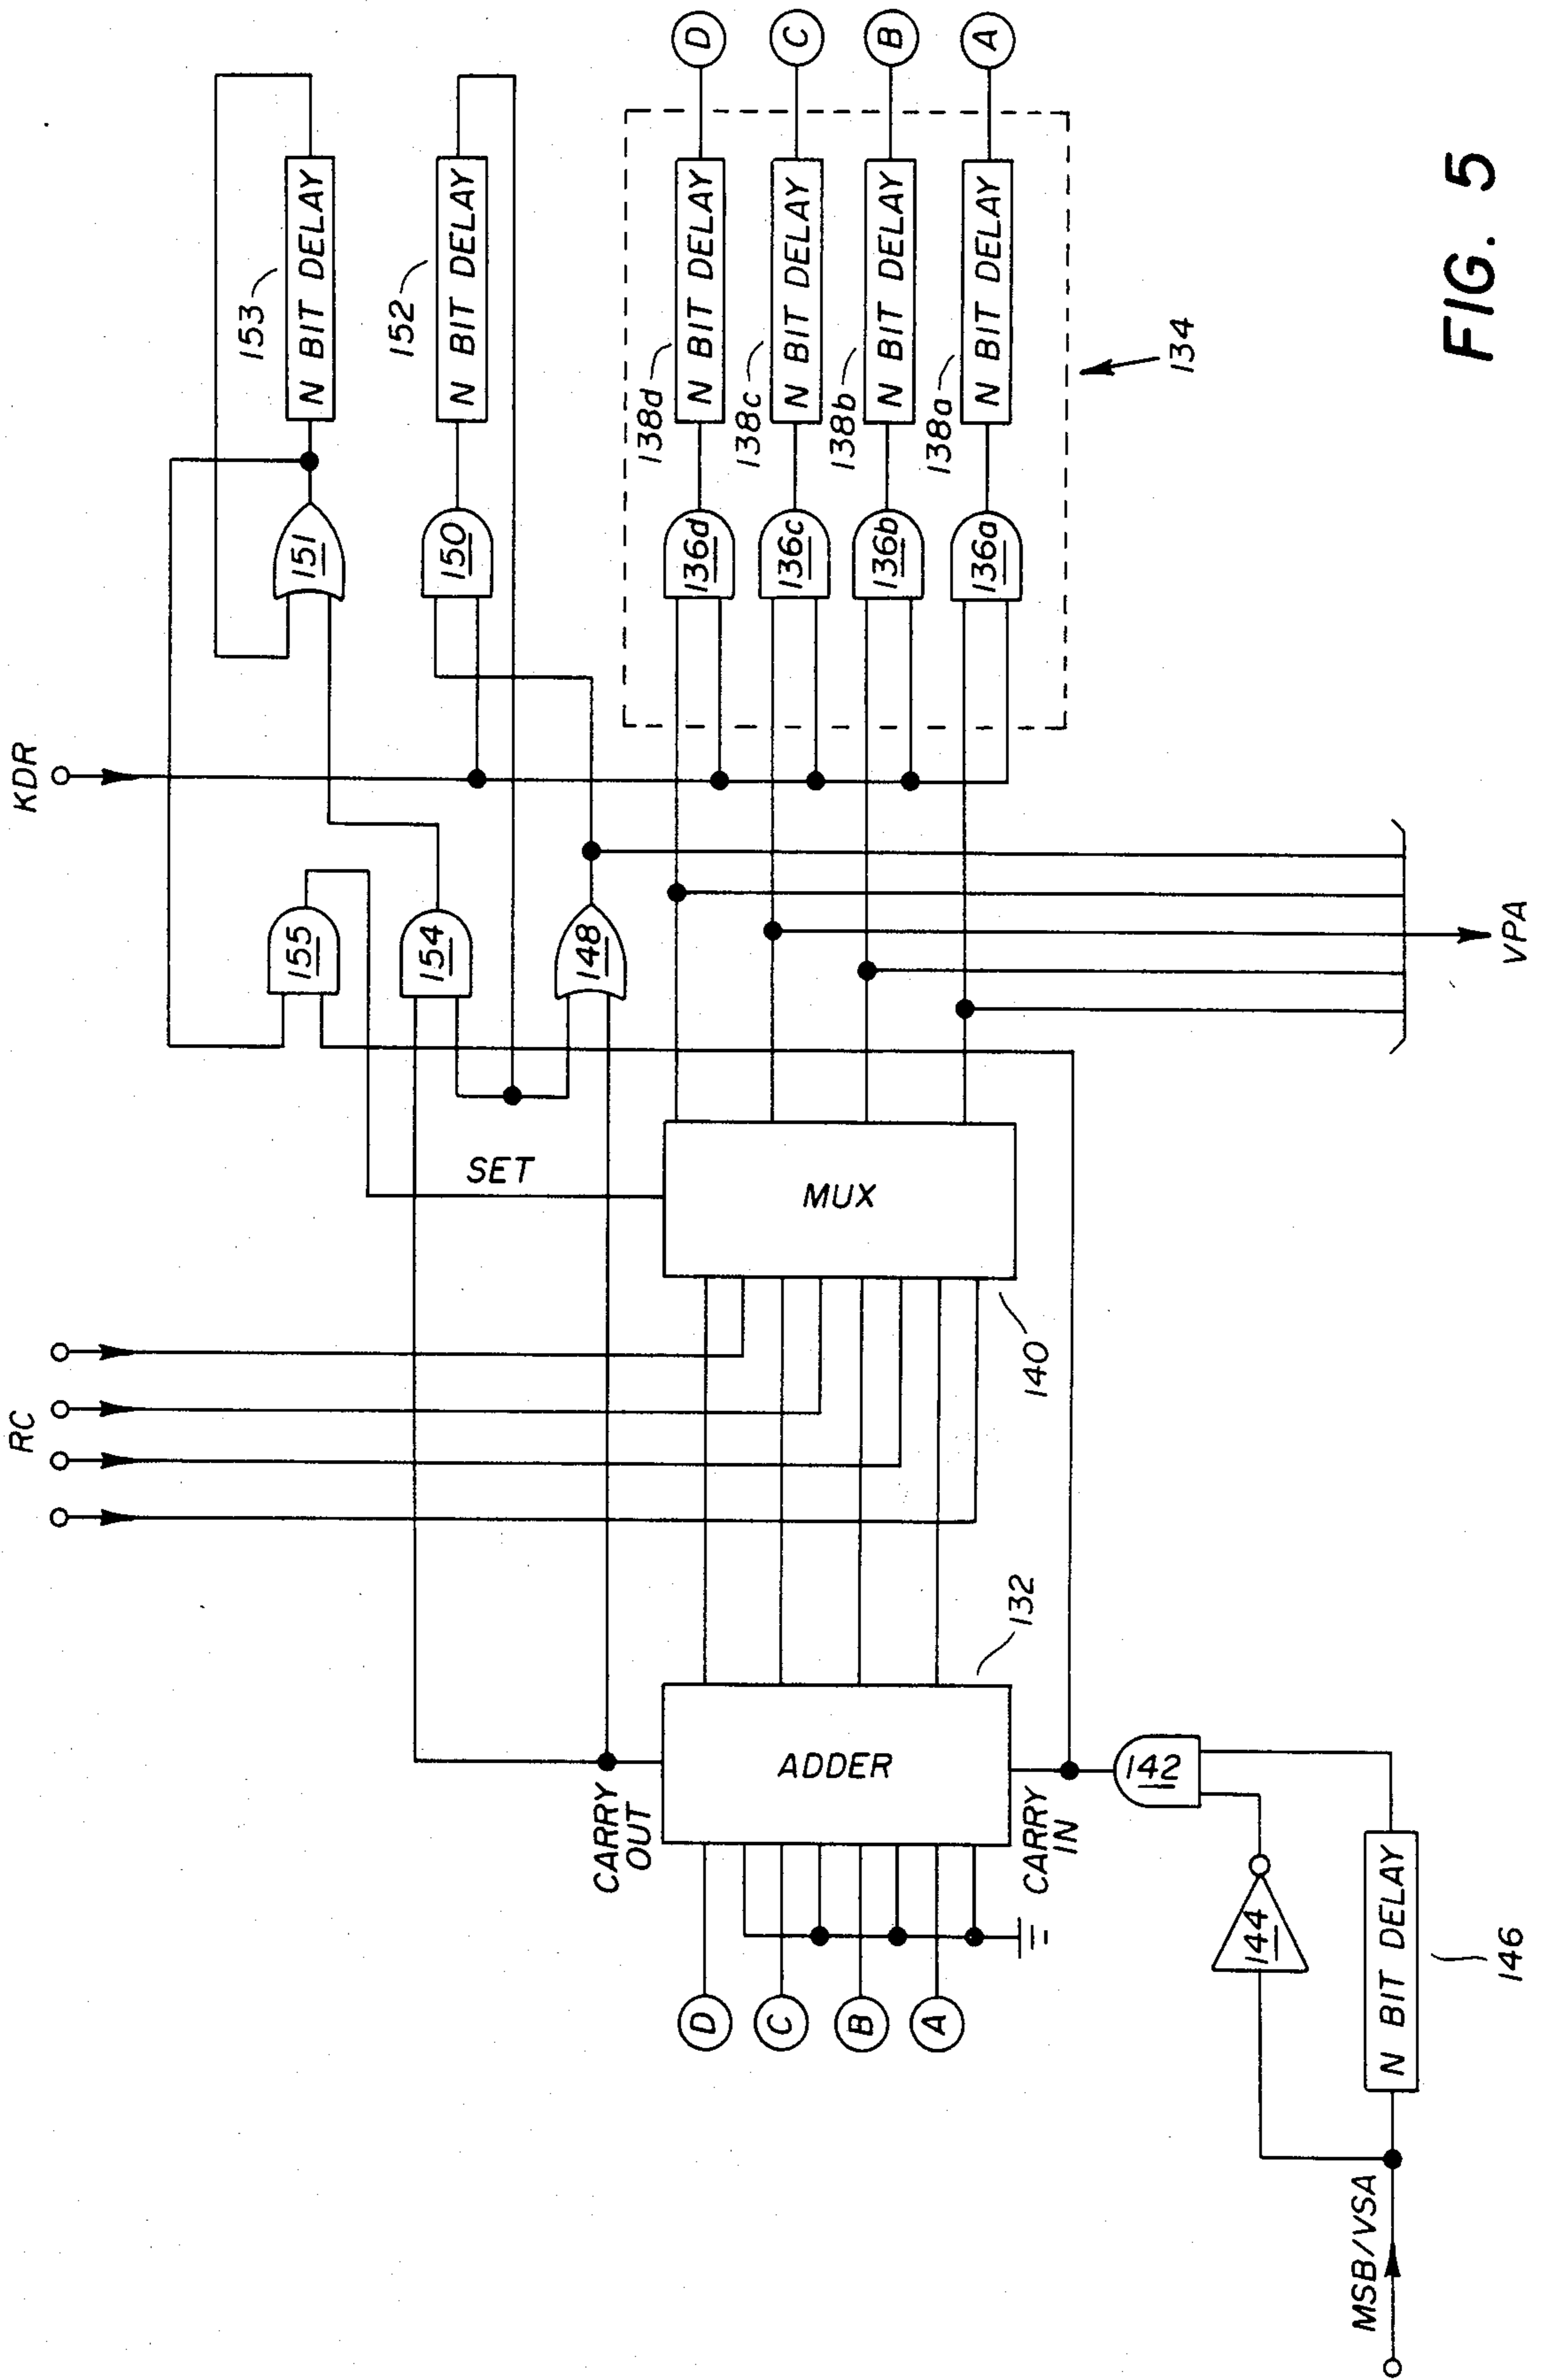 KDR
RC
153
N BIT DELAY
151
152
N BIT DELAY
150
155
154
148
SET
138d
N BIT DELAY
136d
D
138c
N BIT DELAY
136c
C
138b
N BIT DELAY
136b
B
138a
N BIT DELAY
136a
A
134
VPA
MUX
140
ADDER
132
CARRY
OUT
CARRY
IN
D
C
B
A
142
144
N BIT DELAY
146
MSB/VSA
FIG. 5